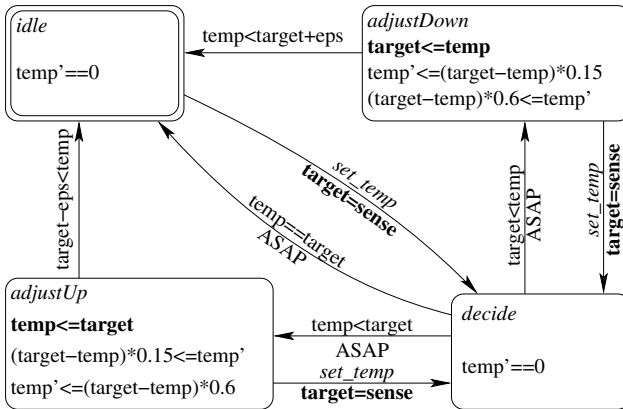 idle
temp’==0
temp<target+eps
adjustDown
target<=temp
temp’<=(target−temp)*0.15
(target−temp)*0.6<=temp’
set_temp
target=sense
temp==target
ASAP
target<temp
ASAP
set_temp
target=sense
target−eps<temp
adjustUp
temp<=target
(target−temp)*0.15<=temp’
temp’<=(target−temp)*0.6
temp<target
ASAP
set_temp
target=sense
decide
temp’==0